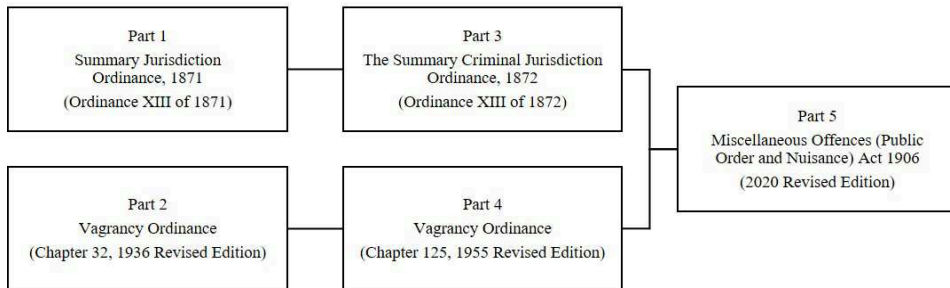 Part 1
Summary Jurisdiction
Ordinance, 1871
(Ordinance XIII of 1871)
Part 3
The Summary Criminal Jurisdiction
Ordinance, 1872
(Ordinance XIII of 1872)
Part 5
Miscellaneous Offences (Public
Order and Nuisance) Act 1906
(2020 Revised Edition)
Part 2
Vagrancy Ordinance
(Chapter 32, 1936 Revised Edition)
Part 4
Vagrancy Ordinance
(Chapter 125, 1955 Revised Edition)